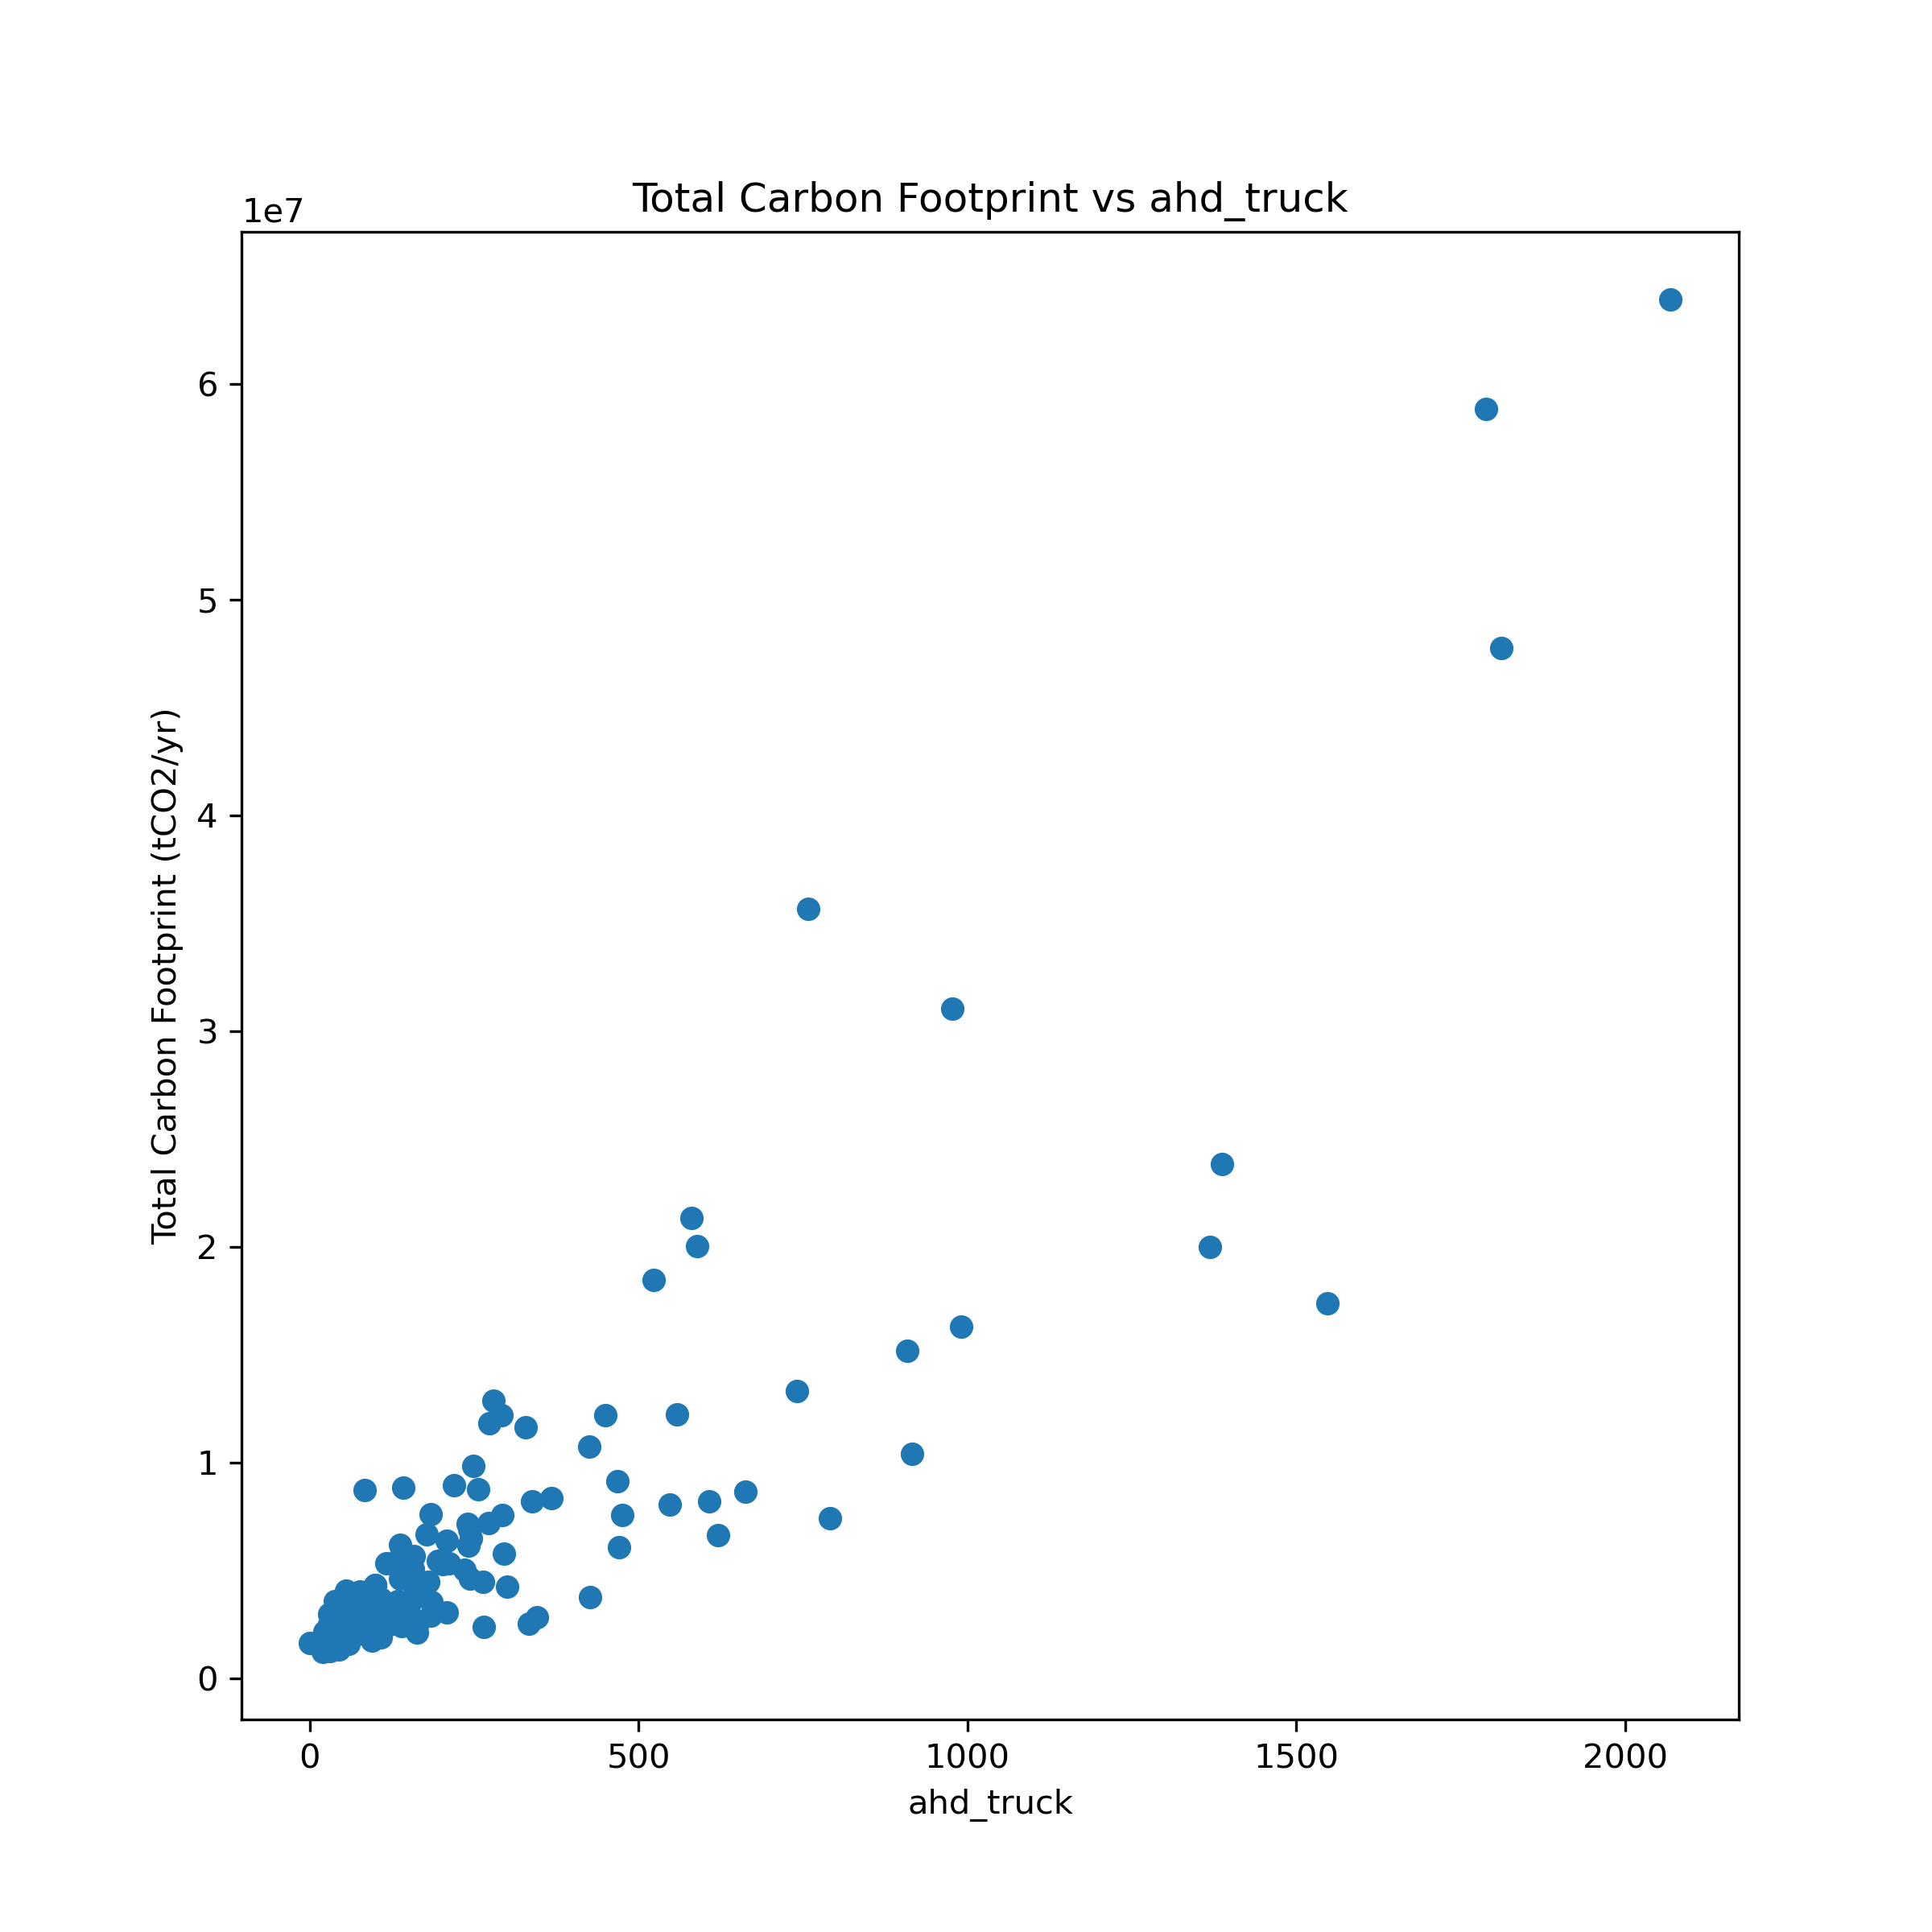 Total Carbon Footprint vs ahd_truck
1e7
6
5
4
3
2
1
0
Total Carbon Footprint (tCO2/yr)
0 500 1000 1500 2000
ahd_truck